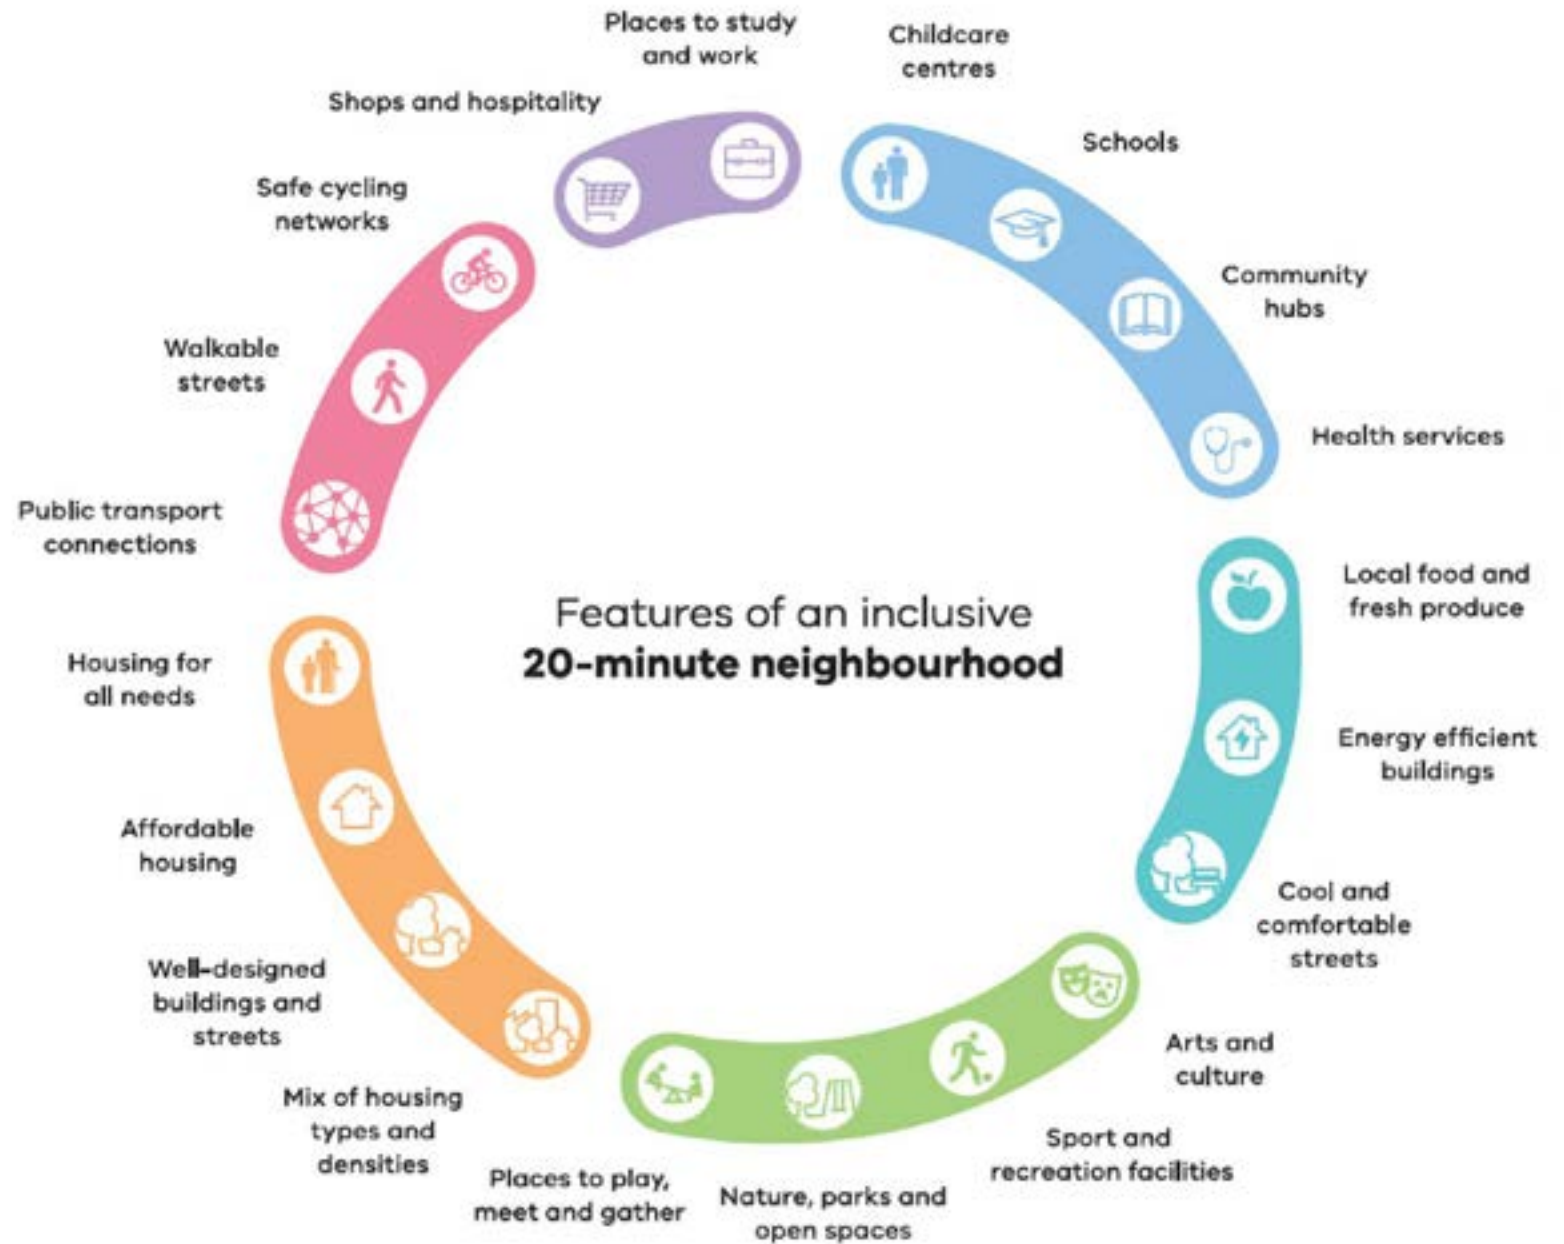 Places to study
and work
Childcare
centres
Schools
Community
hubs
Health services
Local food and
fresh produce
Energy efficient
buildings
Cool and
comfortable
streets
Arts and
culture
Sport and
recreation facilities
Nature, parks and
open spaces
Places to play,
meet and gather
Mix of housing
types and
densities
Well-designed
buildings and
streets
Affordable
housing
Housing for
all needs
Public transport
connections
Walkable
streets
Safe cycling
networks
Shops and hospitality
Features of an inclusive
20-minute neighbourhood